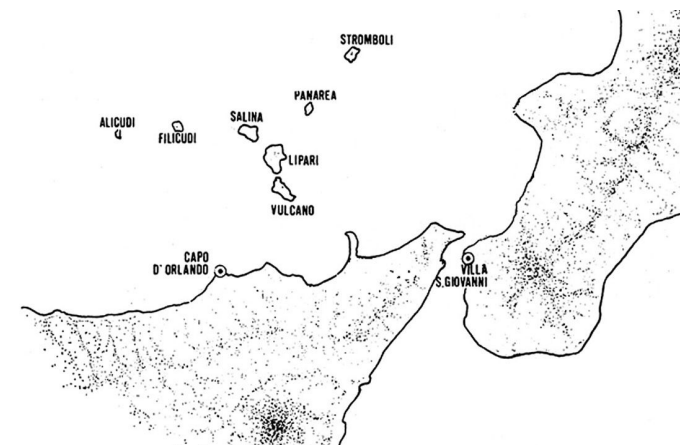 STROMBOLI
PANAREA
SALINA
ALICUDI
FILICUDI
LIPARI
VULCANO
CAPO
D'ORLANDO
VILLA
S.GIOVANNI